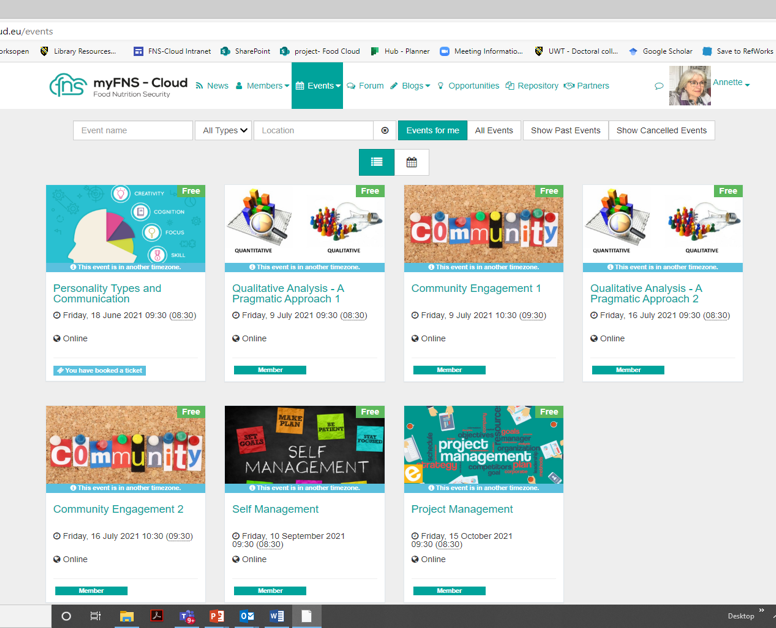 ud.eu/events
orksopen Library Resources... FNS-Cloud Intranet SharePoint project- Food Cloud Hub - Planner Meeting Informatio... UWT - Doctoral coll... Google Scholar Save to RefWorks
fns myFNS - Cloud News Members Events Forum Blogs Opportunities Repository Partners Annette
Food Nutrition Security
Event name All Types Location Events for me All Events Show Past Events Show Cancelled Events
Free Free Free Free
CREATIVITY
COGNITION
FOCUS
SKILL
QUANTITATIVE QUALITATIVE
Community
QUANTITATIVE QUALITATIVE
This event is in another timezone. This event is in another timezone. This event is in another timezone. This event is in another timezone.
Personality Types and Qualitative Analysis - A Community Engagement 1 Qualitative Analysis - A
Communication Pragmatic Approach 1 Pragmatic Approach 2
Friday, 18 June 2021 09:30 (08:30) Friday, 9 July 2021 09:30 (08:30) Friday, 9 July 2021 10:30 (09:30) Friday, 16 July 2021 09:30 (08:30)
Online Online Online Online
You have booked a ticket Member Member Member
Free Free Free
Community
SET GOALS
MAKE PLAN
BE PATIENT
STAY FOCUSED
SELF
MANAGEMENT
schedule
objectives
resources
goals
manager
project
organization
management
strategy
competences
plan
goal
This event is in another timezone. This event is in another timezone. This event is in another timezone.
Community Engagement 2 Self Management Project Management
Friday, 16 July 2021 10:30 (09:30) Friday, 10 September 2021 Friday, 15 October 2021
09:30 (08:30) 09:30 (08:30)
Online Online Online
Member Member Member
Desktop